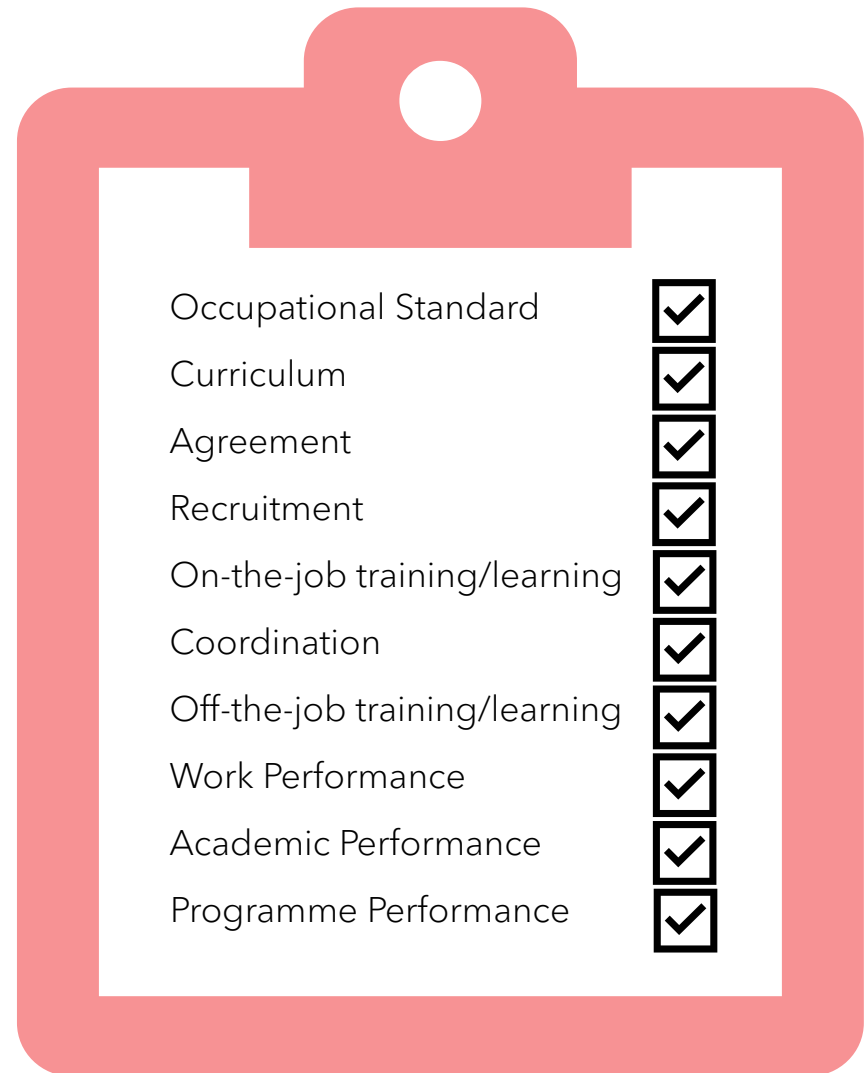 Occupational Standard
Curriculum
Agreement
Recruitment
On-the-job training/learning
Coordination
Off-the-job training/learning
Work Performance
Academic Performance
Programme Performance